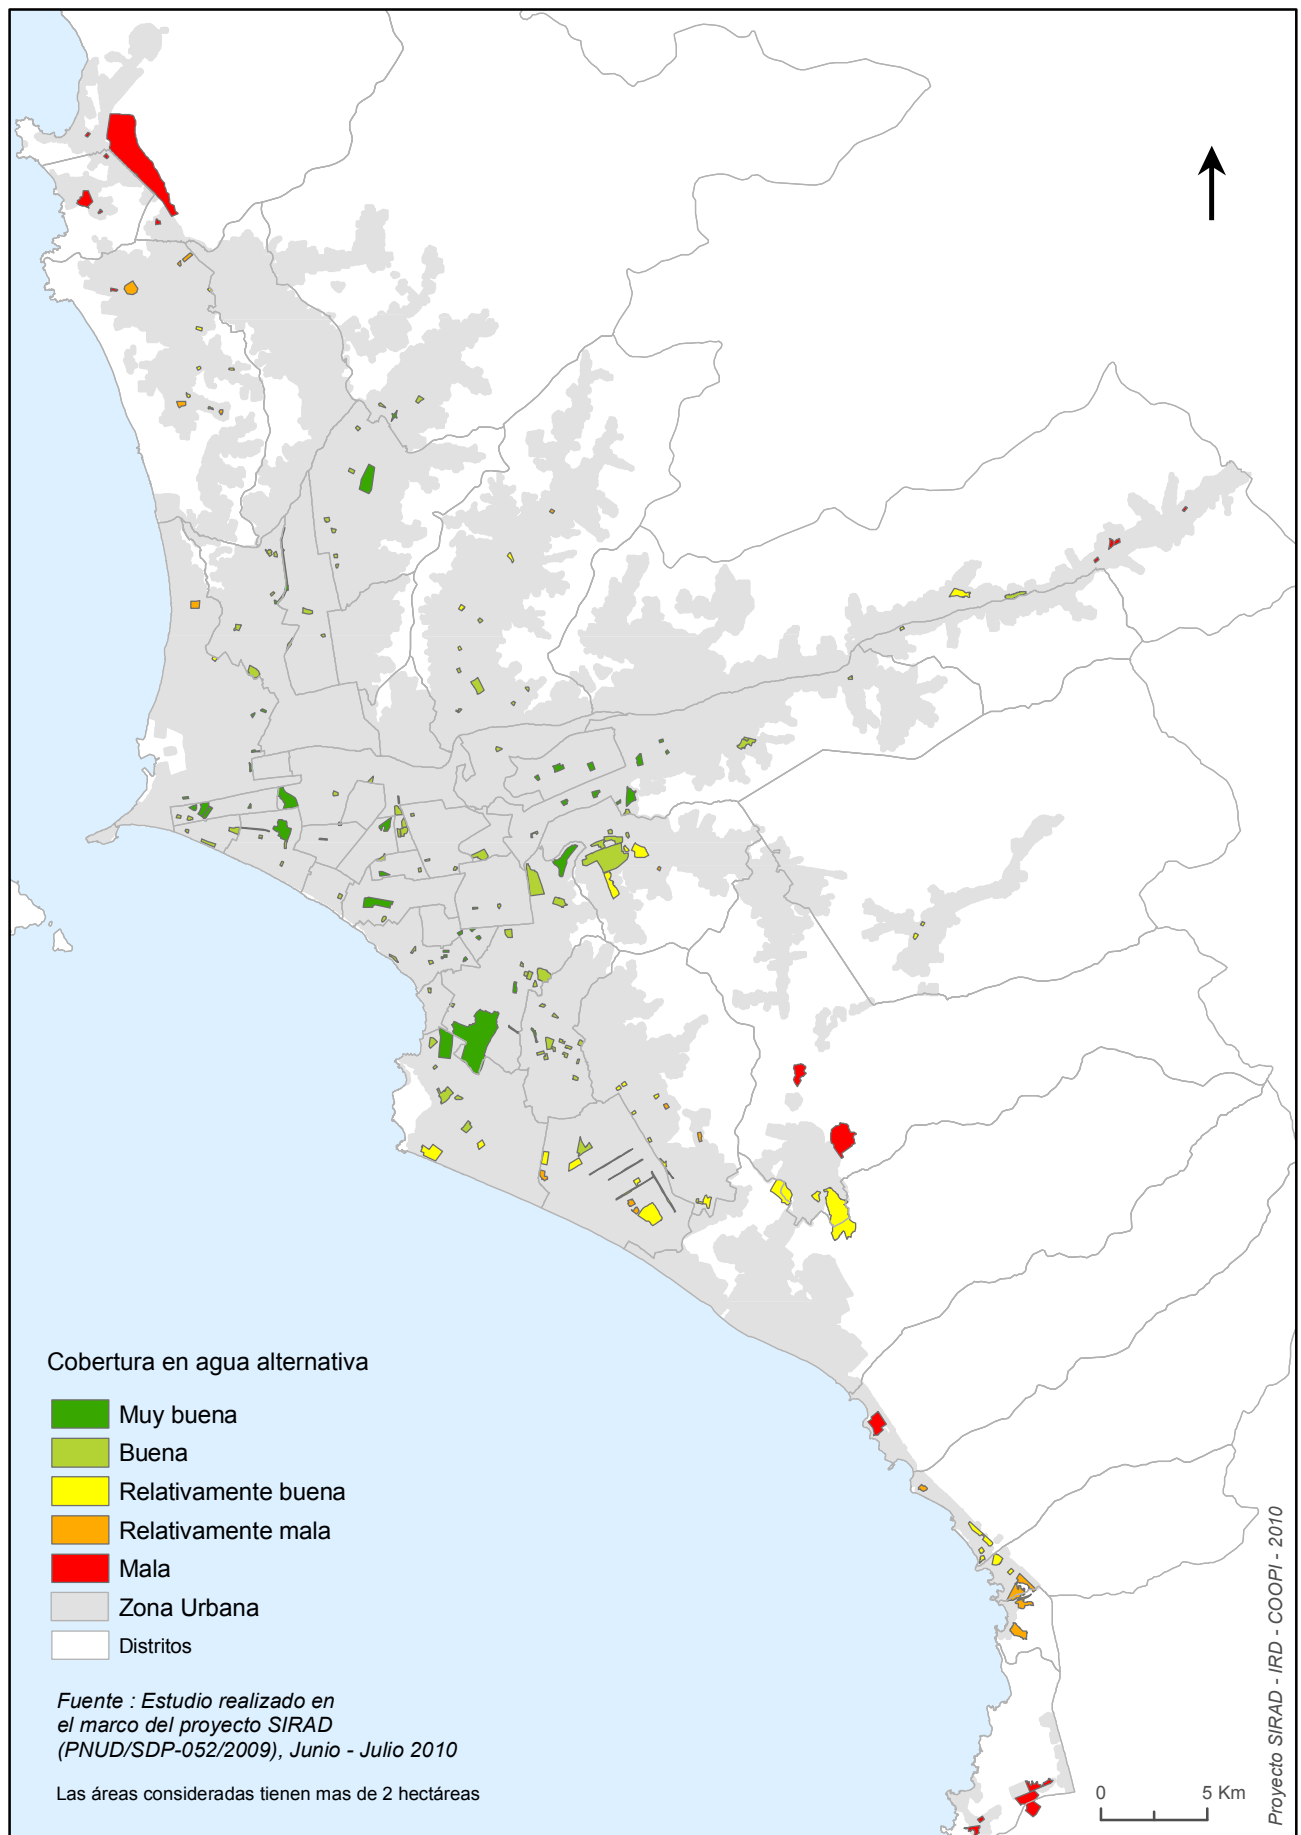 Cobertura en agua alternativa
Muy buena
Buena
Relativamente buena
Relativamente mala
Mala
Zona Urbana
Distritos
Fuente : Estudio realizado en
el marco del proyecto SIRAD
(PNUD/SDP-052/2009), Junio - Julio 2010
Las áreas consideradas tienen mas de 2 hectáreas
0 5 Km
Proyecto SIRAD - IRD - COOPI - 2010